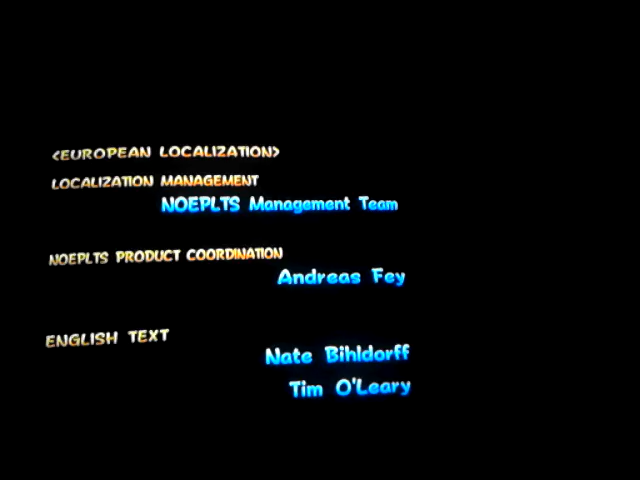 <EUROPEAN LOCALIZATION>
LOCALIZATION MANAGEMENT
NOEPLTS Management Team
NOEPLTS PRODUCT COORDINATION
Andreas Fey
ENGLISH TEXT
Nate Bihldorff
Tim O'Leary